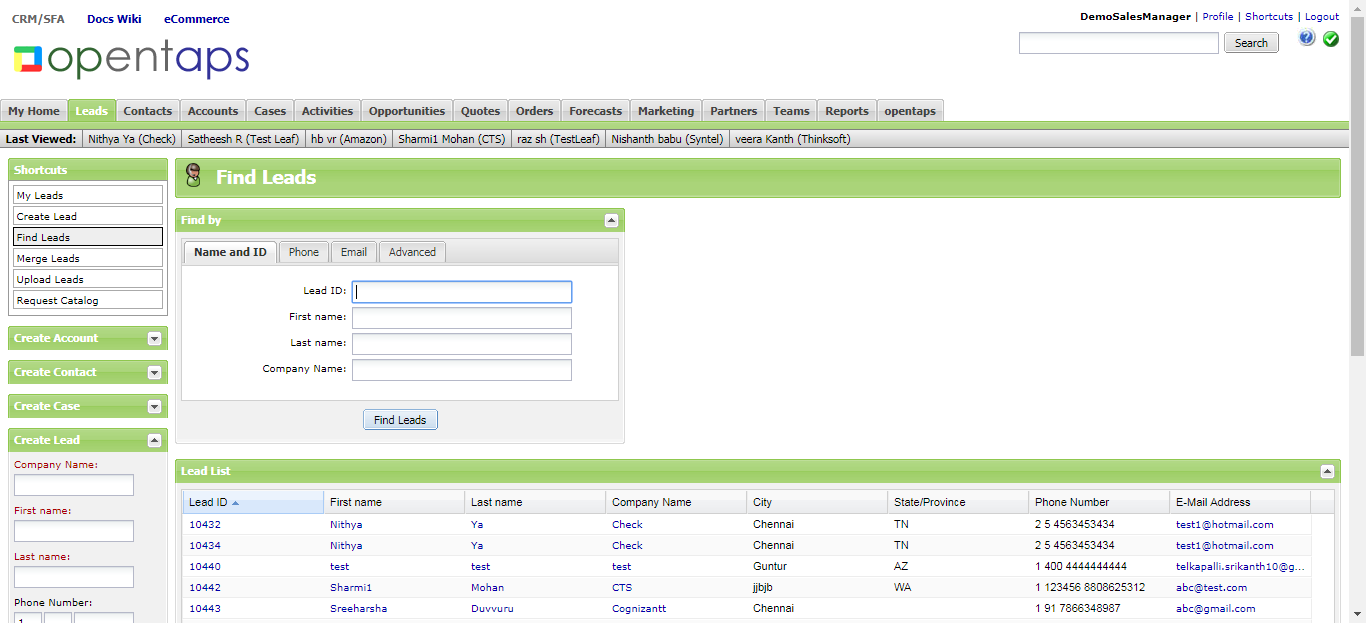 CRM/SFA Docs Wiki eCommerce
DemoSalesManager | Profile | Shortcuts | Logout
opentaps
Search
?
My Home Leads Contacts Accounts Cases Activities Opportunities Quotes Orders Forecasts Marketing Partners Teams Reports opentaps
Last Viewed: Nithya Ya (Check) Satheesh R (Test Leaf) hb vr (Amazon) Sharmi1 Mohan (CTS) raz sh (TestLeaf) Nishanth babu (Syntel) veera Kanth (Thinksoft)
Shortcuts
My Leads
Create Lead
Find Leads
Merge Leads
Upload Leads
Request Catalog
Create Account
Create Contact
Create Case
Create Lead
Company Name:
First name:
Last name:
Phone Number:
1
Find Leads
Find by
Name and ID Phone Email Advanced
Lead ID:
First name:
Last name:
Company Name:
Find Leads
Lead List
Lead ID First name Last name Company Name City State/Province Phone Number E-Mail Address
10432 Nithya Ya Check Chennai TN 2 5 4563453434 test1@hotmail.com
10434 Nithya Ya Check Chennai TN 2 5 4563453434 test1@hotmail.com
10440 test test test Guntur AZ 1 400 4444444444 telkapalli.srikanth10@g...
10442 Sharmi1 Mohan CTS jjbjb WA 1 123456 8808625312 abc@test.com
10443 Sreeharsha Duvvuru Cognizantt Chennai 1 91 7866348987 abc@gmail.com